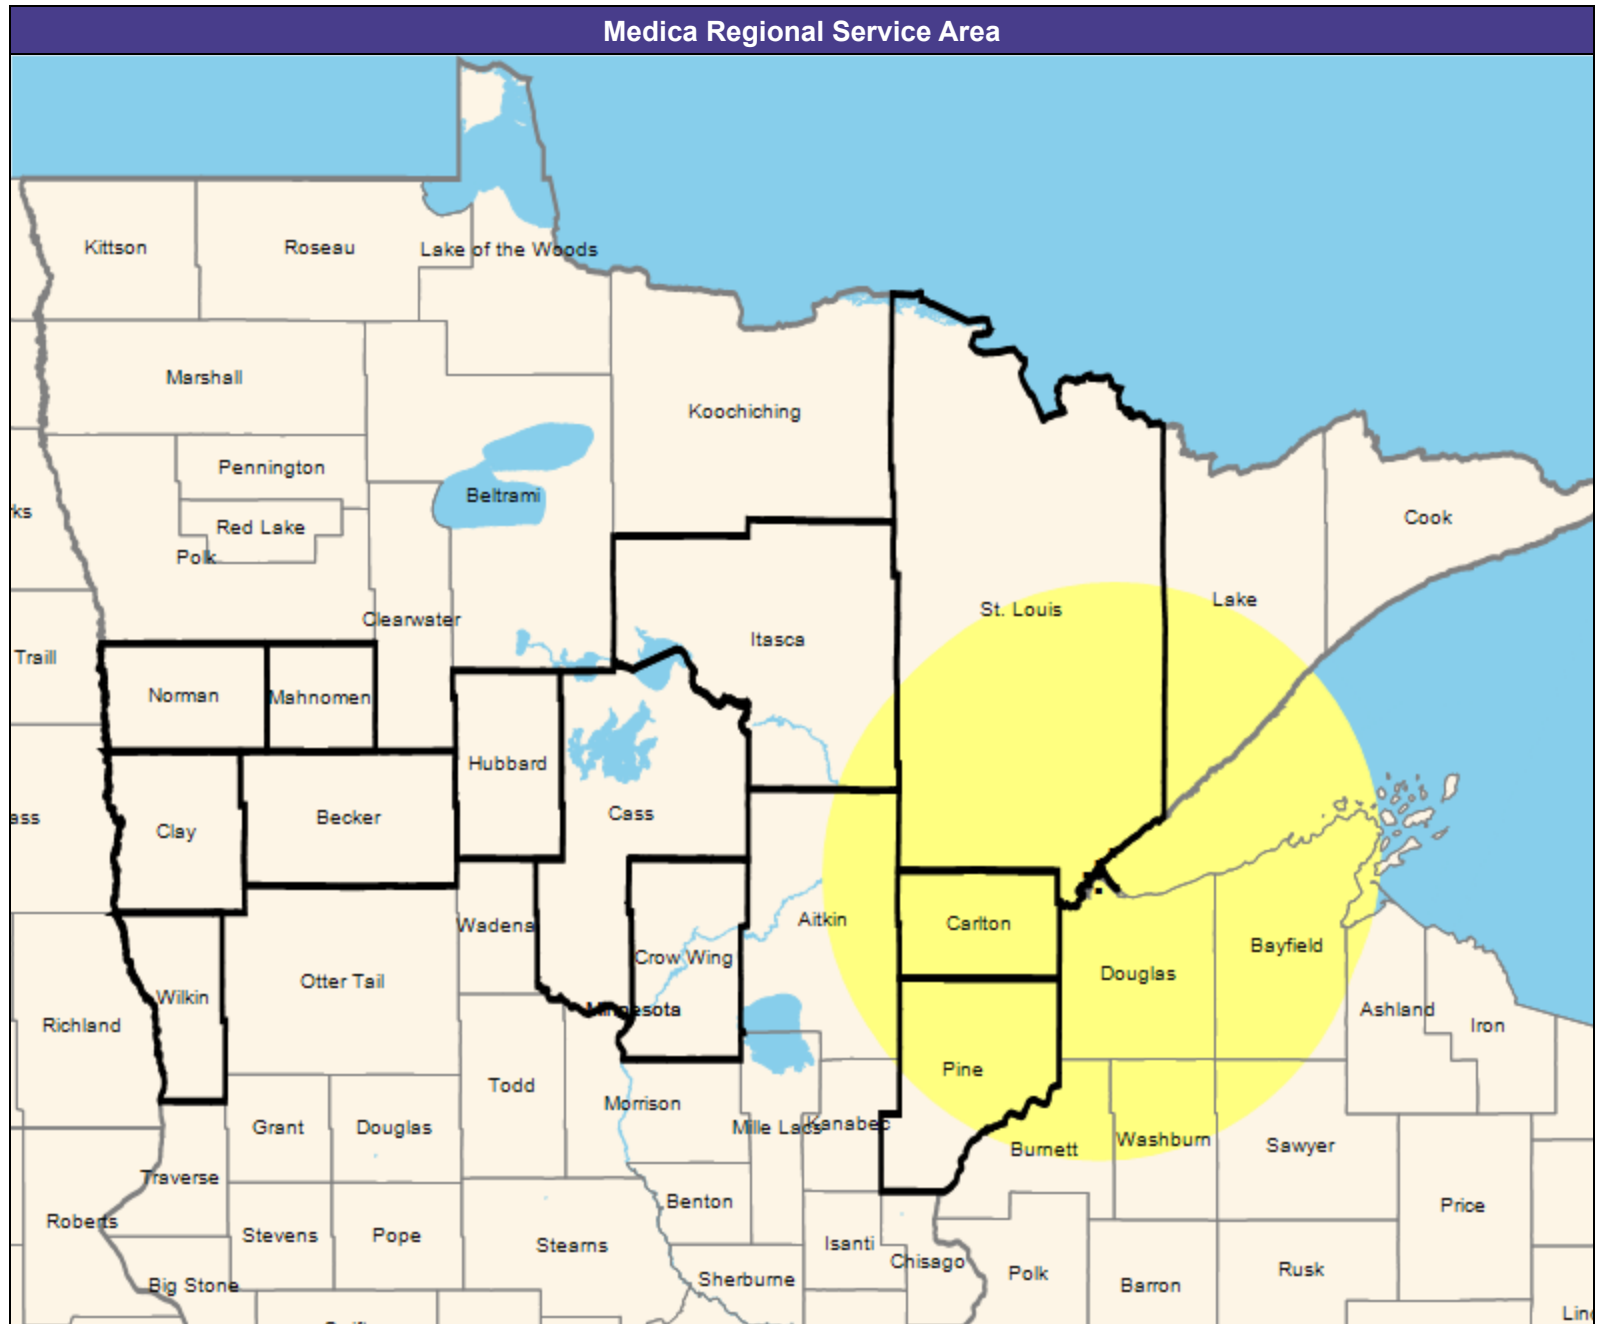 Medica Regional Service Area
Kittson
Roseau
Lake of the Woods
Marshall
Koochiching
Pennington
Beltrami
rks
Red Lake
Cook
Polk
Clearwater
St. Louis
Lake
Itasca
Traill
Norman
Mahnomen
Hubbard
Cass
ass
Clay
Becker
Aitkin
Carlton
Wadena
Crow Wing
Bayfield
Douglas
Otter Tail
Wilkin
Minnesota
Ashland
Richland
Iron
Pine
Todd
Morrison
Grant
Douglas
Mille Lacs
Kanabec
Burnett
Washburn
Sawyer
Traverse
Benton
Price
Roberts
Stevens
Pope
Stearns
Isanti
Chisago
Polk
Rusk
Sherburne
Barron
Big Stone
Linc